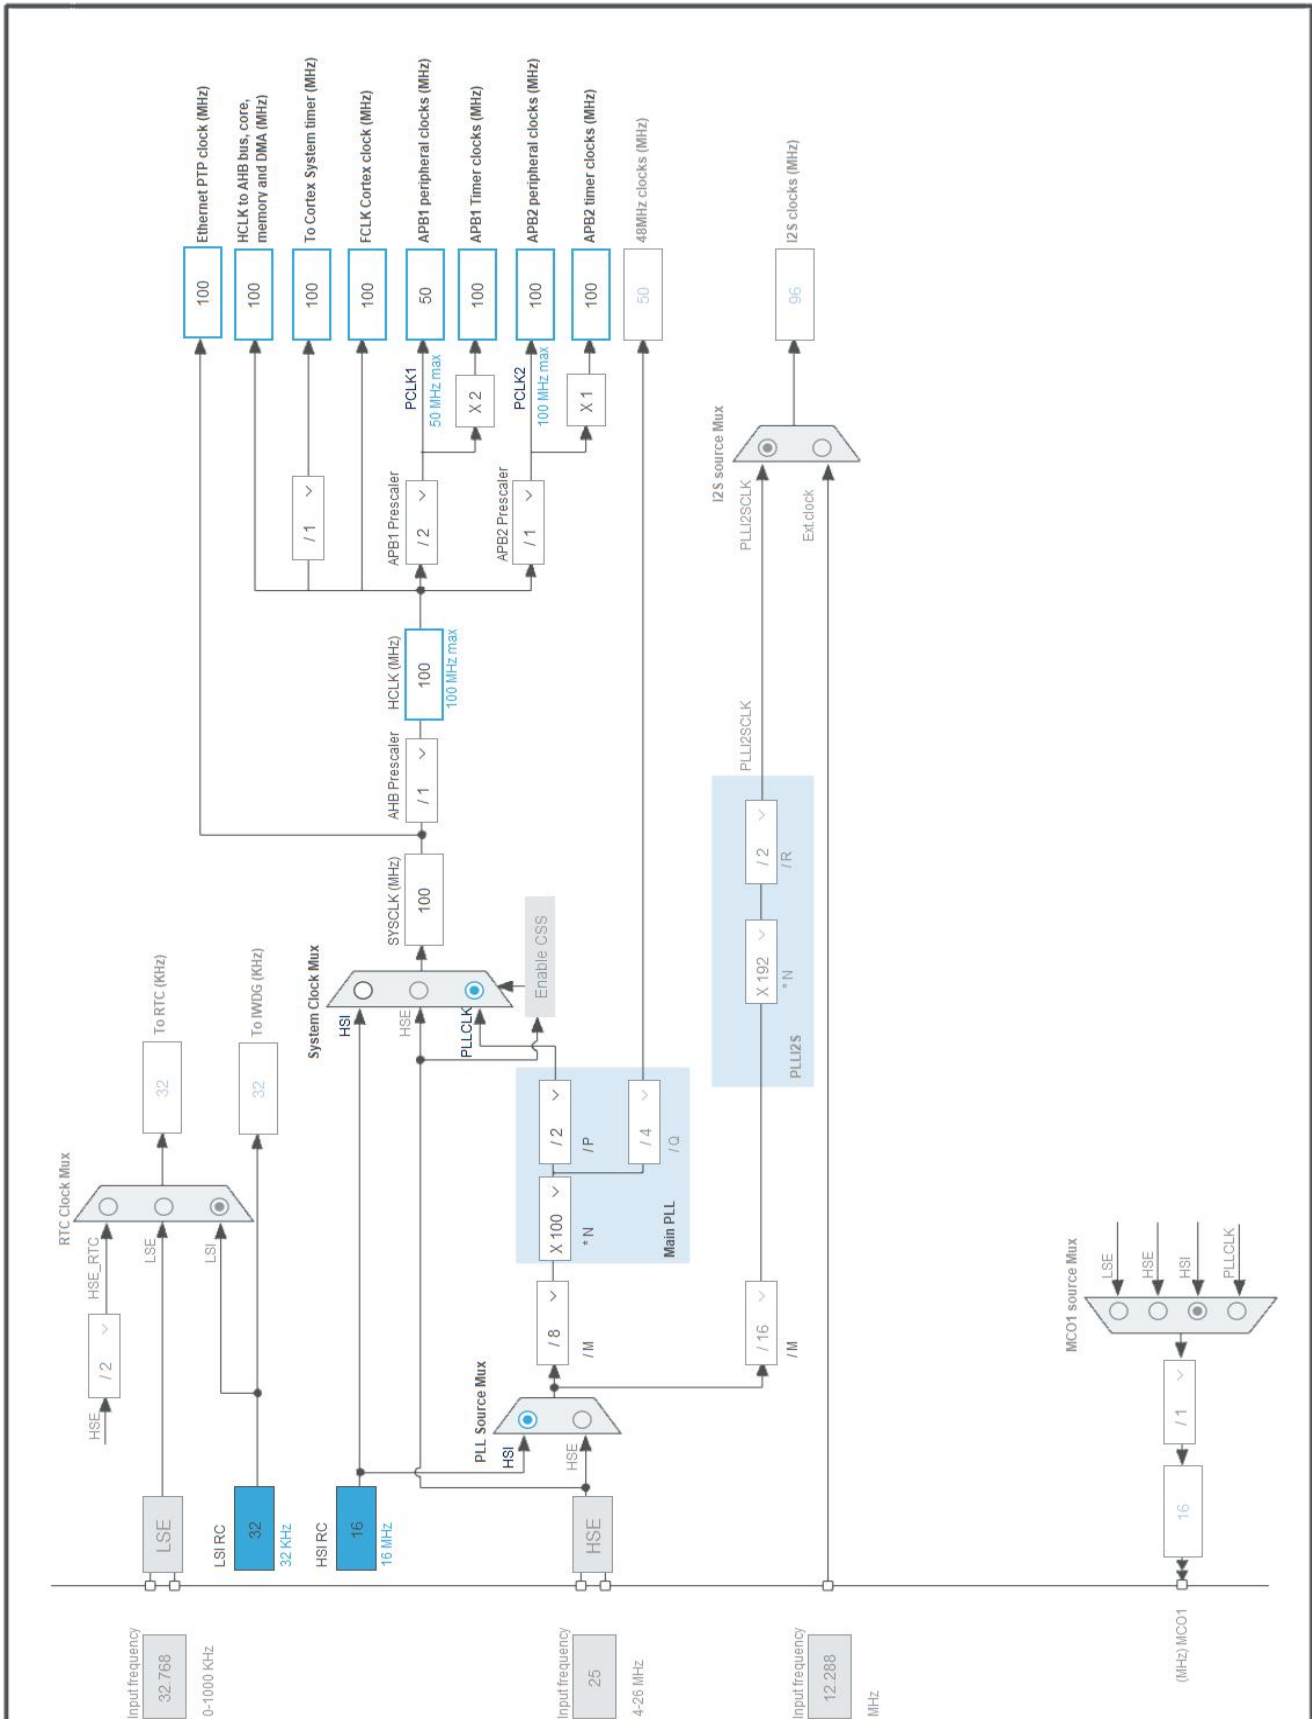 Input frequency
32.768
0-1000 KHz
LSE
HSE
/ 2
HSE_RTC
LSE
LSI
RTC Clock Mux
32
To RTC (KHz)
LSI RC
32
32 KHz
32
To IWDG (KHz)
HSI RC
16
16 MHz
Input frequency
25
4-26 MHz
HSE
PLL Source Mux
HSI
HSE
/ 8
/ M
X 100
* N
/ 2
/ P
/ 4
/ Q
Main PLL
System Clock Mux
HSI
HSE
PLLCLK
Enable CSS
SYSCLK (MHz)
100
AHB Prescaler
/ 1
HCLK (MHz)
100
100 MHz max
/ 1
APB1 Prescaler
/ 2
PCLK1
50 MHz max
X 2
APB2 Prescaler
/ 1
PCLK2
100 MHz max
X 1
100
Ethernet PTP clock (MHz)
100
HCLK to AHB bus, core,
memory and DMA (MHz)
100
To Cortex System timer (MHz)
100
FCLK Cortex clock (MHz)
50
APB1 peripheral clocks (MHz)
100
APB1 Timer clocks (MHz)
100
APB2 peripheral clocks (MHz)
100
APB2 timer clocks (MHz)
50
48MHz clocks (MHz)
/ 16
/ M
X 192
* N
/ 2
/ R
PLLI2S
PLLI2SCLK
PLLI2SCLK
Ext.clock
I2S source Mux
96
I2S clocks (MHz)
Input frequency
12.288
MHz
(MHz) MCO1
16
/ 1
MCO1 source Mux
LSE
HSE
HSI
PLLCLK